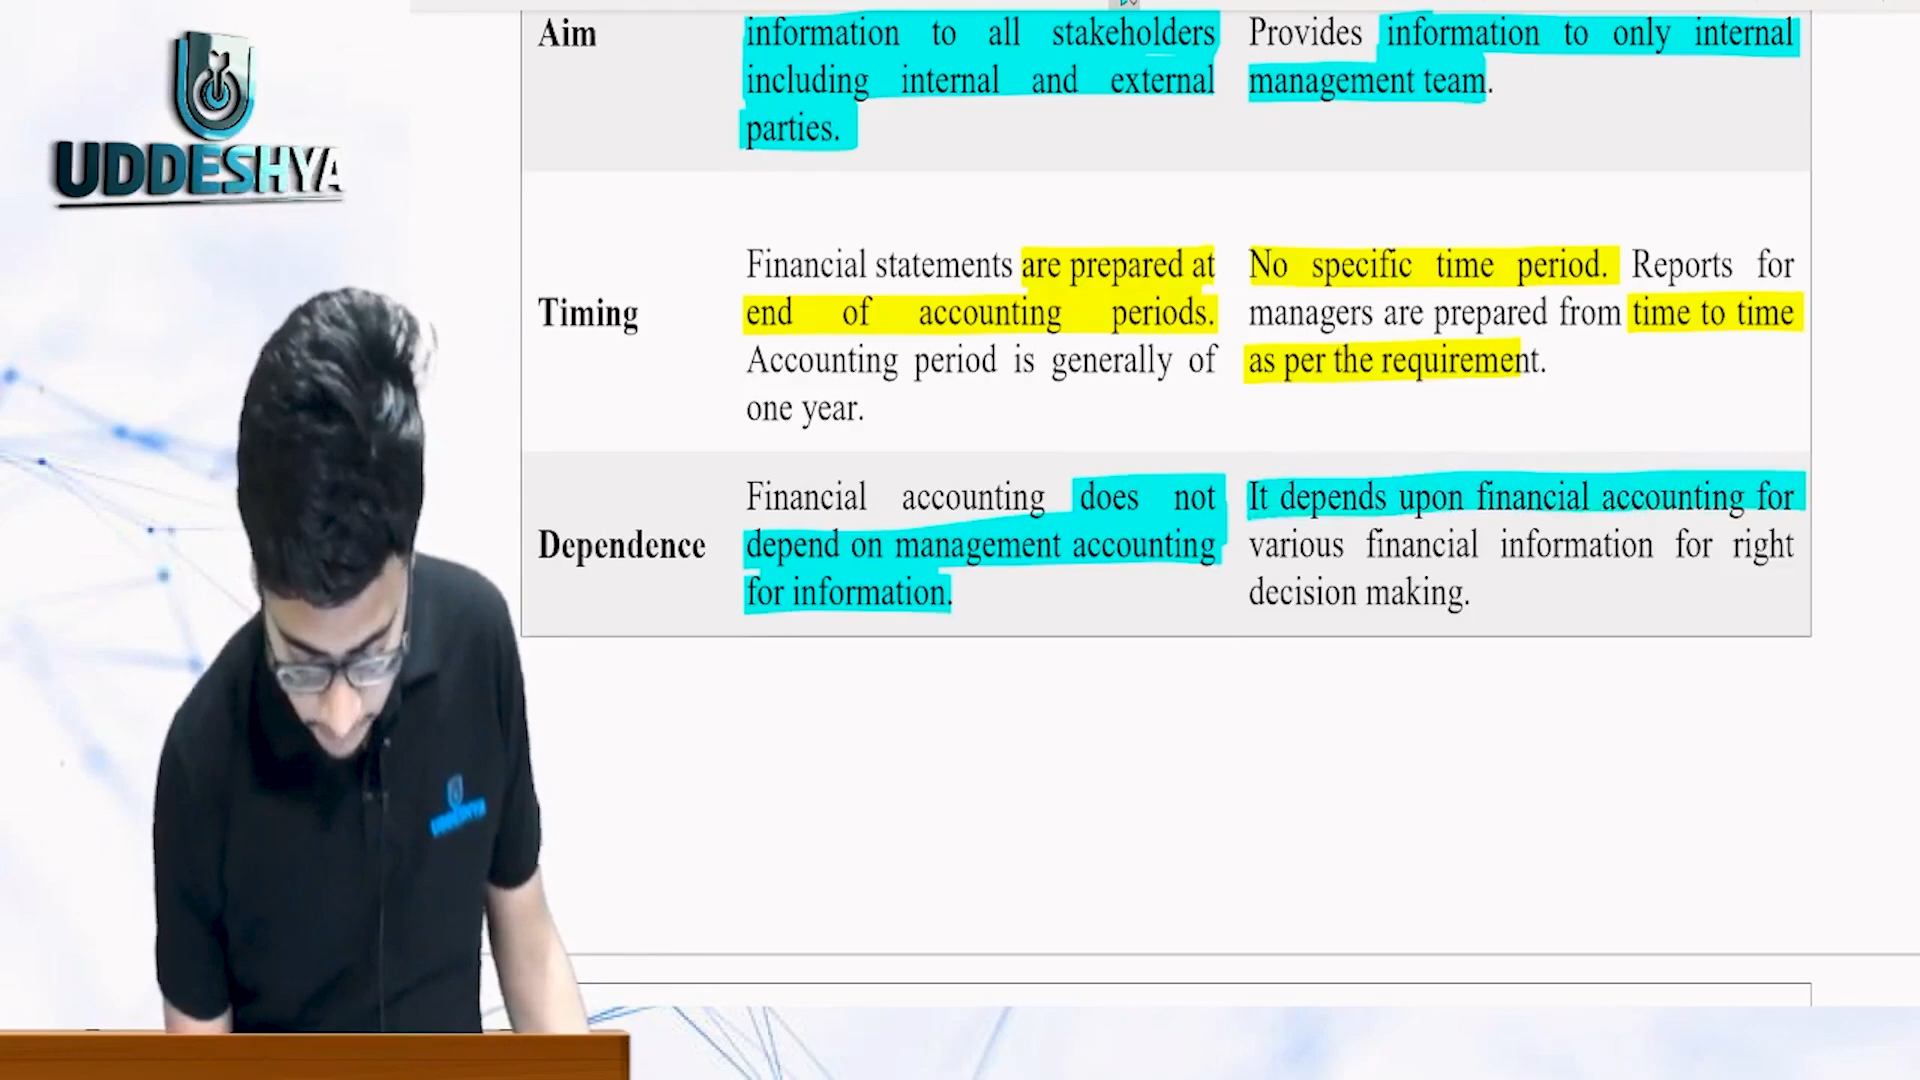 UDDESHYA
Aim
information to all stakeholders
including internal and external
parties.
Provides information to only internal
management team.
Timing
Financial statements are prepared at
end of accounting periods.
Accounting period is generally of
one year.
No specific time period. Reports for
managers are prepared from time to time
as per the requirement.
Dependence
Financial accounting does not
depend on management accounting
for information.
It depends upon financial accounting for
various financial information for right
decision making.
UDDESHYA